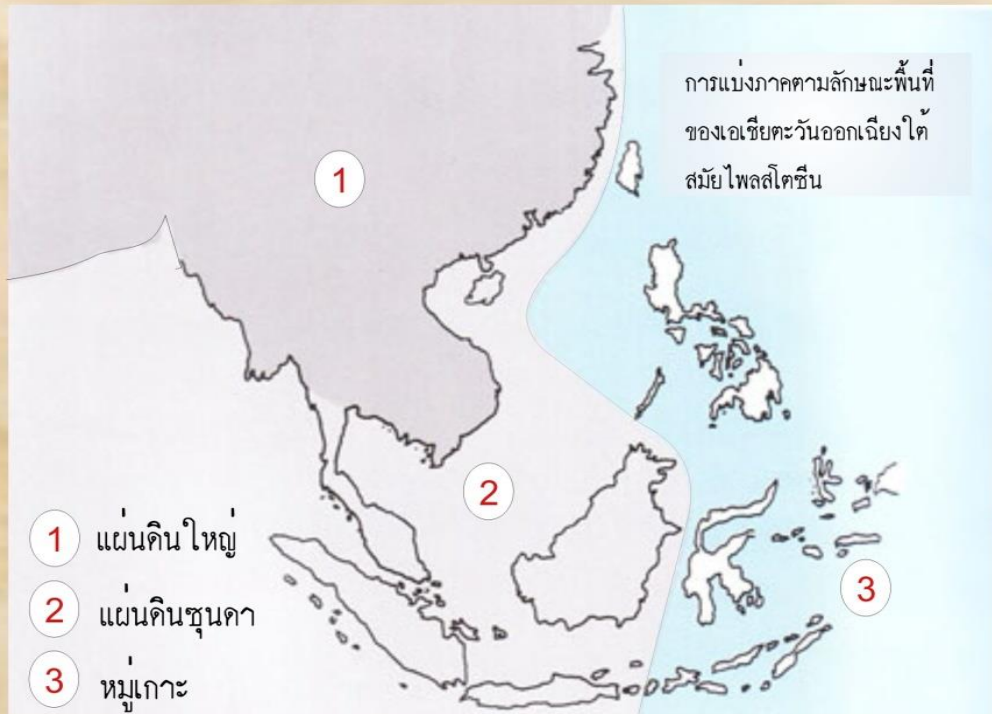 การแบ่งภาคตามลักษณะพื้นที่
ของเอเชียตะวันออกเฉียงใต้
สมัยไพลสโตซีน
1
2
3
1 แผ่นดินใหญ่
2 แผ่นดินซุนดา
3 หมู่เกาะ